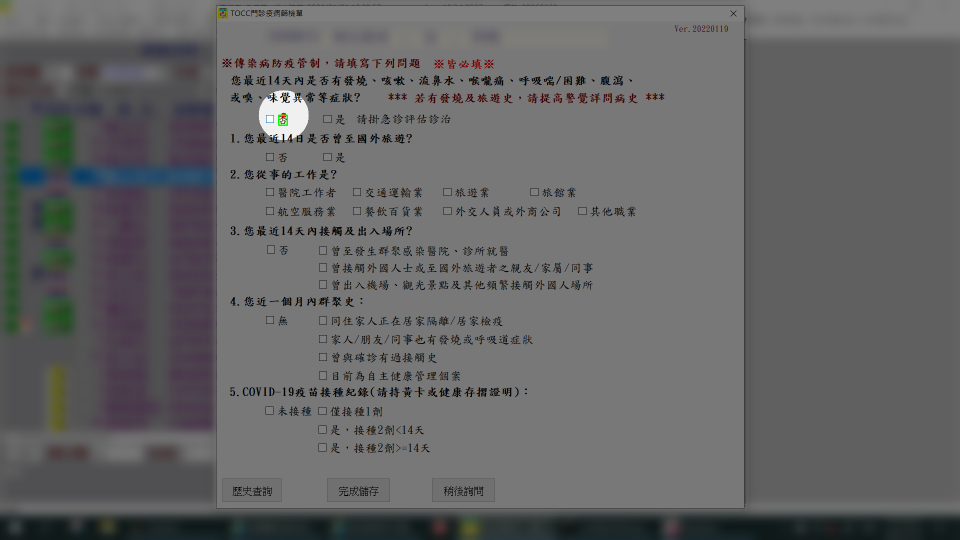 TOCC門診疫病篩檢單
Ver.20220119
※傳染病防疫管制，請填寫下列問題 ※皆必填※
您最近14天內是否有發燒、咳嗽、流鼻水、喉嚨痛、呼吸喘/困難、腹瀉、
或嗅、味覺異常等症狀? *** 若有發燒及旅遊史，請提高警覺詳問病史 ***
否 是 請掛急診評估診治
1.您最近14日是否曾至國外旅遊?
否 是
2.您從事的工作是?
醫院工作者 交通運輸業 旅遊業 旅館業
航空服務業 餐飲百貨業 外交人員或外商公司 其他職業
3.您最近14天內接觸及出入場所?
否 曾至發生群聚感染醫院、診所就醫
曾接觸外國人士或至國外旅遊者之親友/家屬/同事
曾出入機場、觀光景點及其他頻繁接觸外國人場所
4.您近一個月內群聚史：
無 同住家人正在居家隔離/居家檢疫
家人/朋友/同事也有發燒或呼吸道症狀
曾與確診有過接觸史
目前為自主健康管理個案
5.COVID-19疫苗接種紀錄(請持黃卡或健康存摺證明)：
未接種 僅接種1劑
是，接種2劑<14天
是，接種2劑>=14天
歷史查詢 完成儲存 稍後詢問